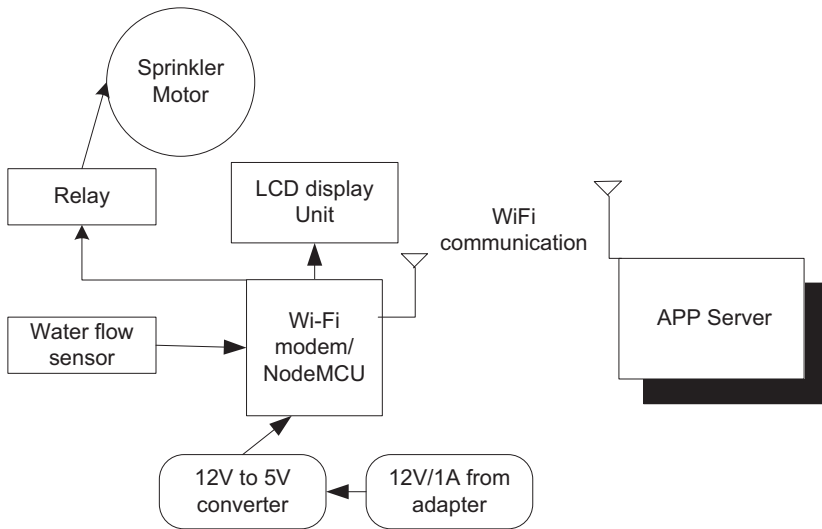 Sprinkler
Motor
Relay
LCD display
Unit
WiFi
communication
Water flow
sensor
Wi-Fi
modem/
NodeMCU
APP Server
12V to 5V
converter
12V/1A from
adapter